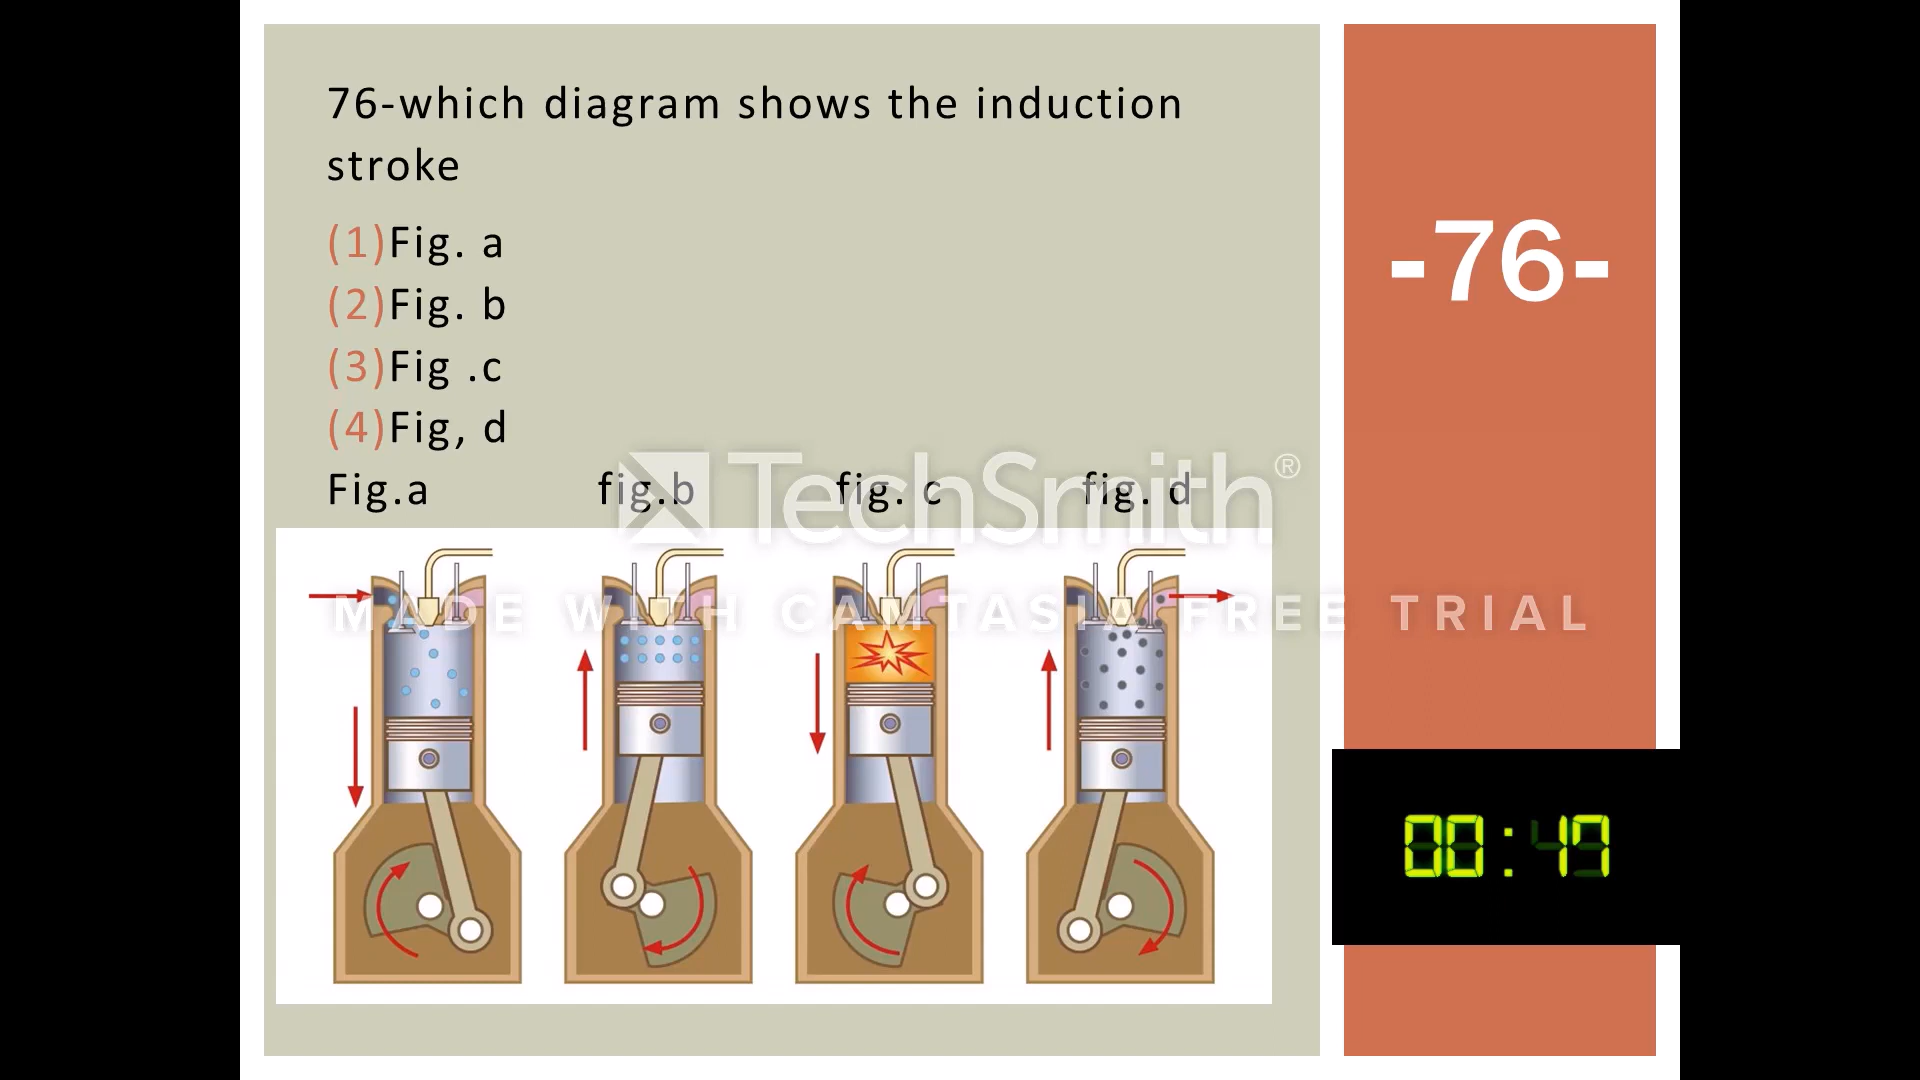 76-which diagram shows the induction
stroke
(1)Fig. a
(2)Fig. b
(3)Fig .c
(4)Fig, d
Fig.a fig.b fig. c fig. d
TechSmith®
MADE WITH CAMTASIA FREE TRIAL
-76-
00:17